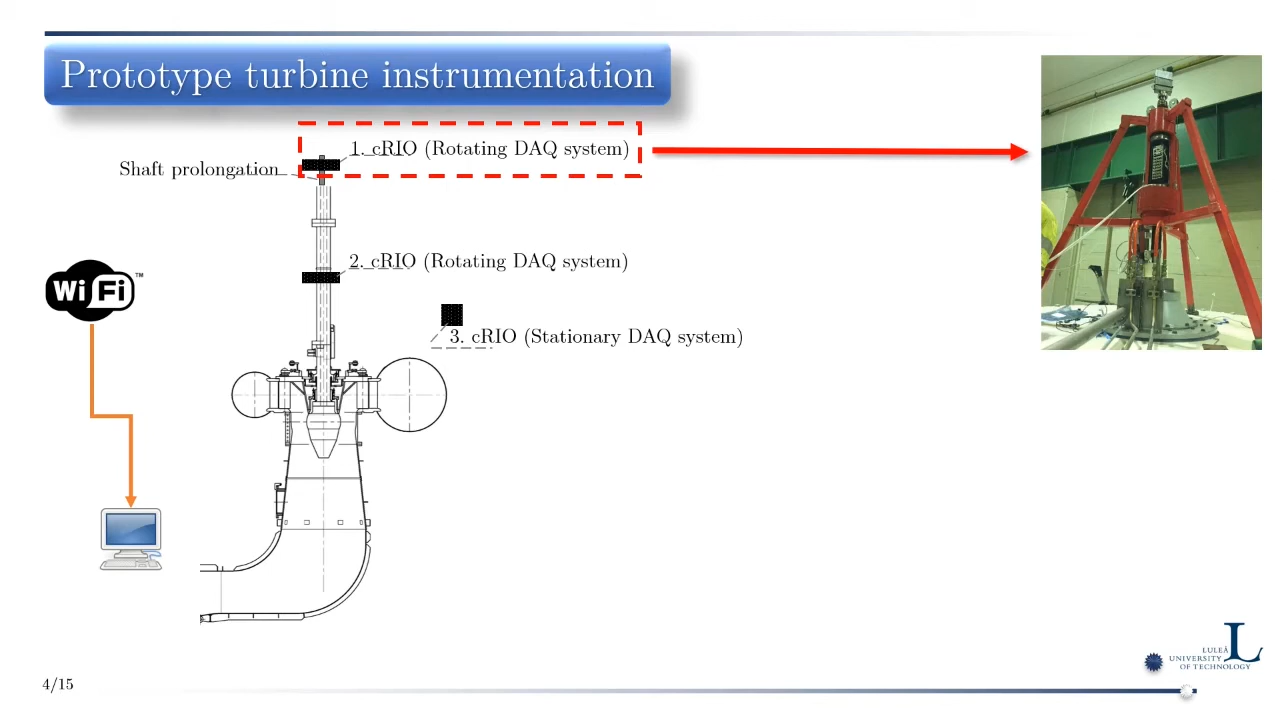 Prototype turbine instrumentation
1. cRIO (Rotating DAQ system)
Shaft prolongation
2. cRIO (Rotating DAQ system)
WiFi™
3. cRIO (Stationary DAQ system)
L
LULEÅ
UNIVERSITY
OF TECHNOLOGY
4/15